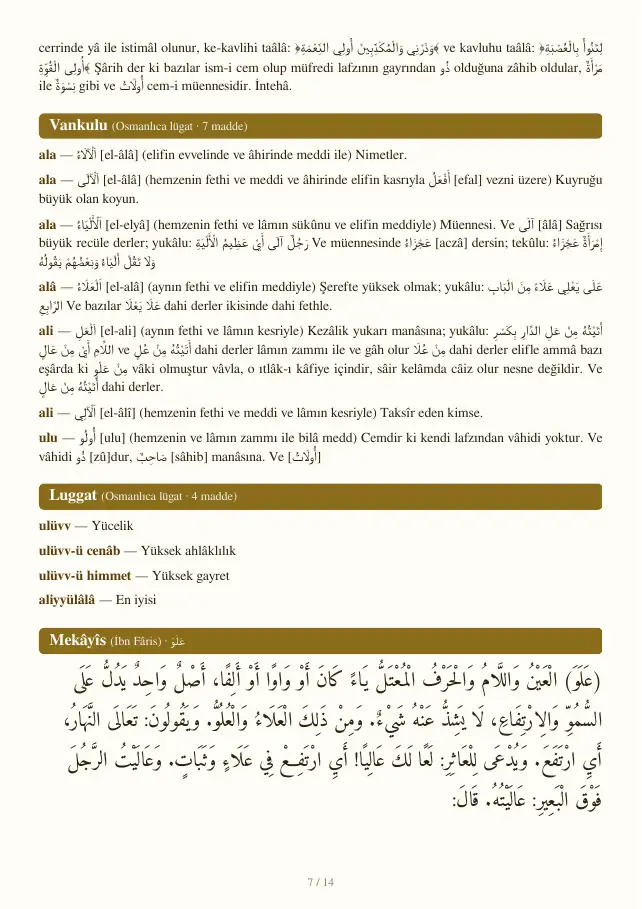 cerrinde yâ ile istimâl olunur, ke-kavlihi taâlâ: ﴿وَذَرْنِي وَالْمُكَذِّبِينَ أُولِي النَّعْمَةِ﴾ ve kavluhu taâlâ: ﴿لَتَنُوأُ بِالْعُصْبَةِ
أُولِي الْقُوَّةِ﴾ Şârih der ki bazılar ism-i cem olup müfredi lafzının gayrından ذُو olduğuna zâhib oldular, مَرْأَةٌ
ile نِسْوَةٌ gibi ve أُولَاتُ cem-i müennesidir. İntehâ.
Vankulu (Osmanlıca lügat · 7 madde)
ala — اَلْآلَاءُ [el-âlâ] (elifin evvelinde ve âhirinde meddi ile) Nimetler.
ala — اَلْآلَى [el-âlâ] (hemzenin fethi ve meddi ve âhirinde elifin kasrıyla أَفْعَلُ [efal] vezni üzere) Kuyruğu
büyük olan koyun.
ala — اَلْأَلْيَاءُ [el-elyâ] (hemzenin fethi ve lâmın sükûnu ve elifin meddiyle) Müennesi. Ve آلَى [âlâ] Sağrısı
büyük recüle derler; yukâlu: رَجُلٌ آلَى أَيْ عَظِيمُ الْأَلْيَةِ Ve müennesinde عَجْزَاءُ [aczâ] dersin; tekûlu: إِمْرَأَةٌ عَجْزَاءُ
وَلَا تَقُلْ أَلْيَاءُ وَبَعْضُهُمْ يَقُولُهُ
alâ — اَلْعَلَاءُ [el-alâ] (aynın fethi ve elifin meddiyle) Şerefte yüksek olmak; yukâlu: عَلَى يَعْلِي عَلَاءً مِنَ الْبَابِ
الرَّابِعِ Ve bazılar عَلَا يَعْلَا dahi derler ikisinde dahi fethle.
ali — اَلْعَلِ [el-ali] (aynın fethi ve lâmın kesriyle) Kezâlik yukarı manâsına; yukâlu: أَتَيْتُهُ مِنْ عَلِ الدَّارِ بِكَسْرِ
اللَّامِ أَيْ مِنْ عَالٍ ve أَتَيْتُهُ مِنْ عَلُ dahi derler lâmın zammı ile ve gâh olur مِنْ عَلَا dahi derler elifle ammâ bazı
eşârda ki مِنْ عَلُو vâki olmuştur vâvla, o ıtlâk-ı kâfiye içindir, sâir kelâmda câiz olur nesne değildir. Ve
أَتَيْتُهُ مِنْ عَالٍ dahi derler.
ali — اَلْآلِي [el-âlî] (hemzenin fethi ve meddi ve lâmın kesriyle) Taksîr eden kimse.
ulu — أُولُو [ulu] (hemzenin ve lâmın zammı ile bilâ medd) Cemdir ki kendi lafzından vâhidi yoktur. Ve
vâhidi ذُو [zû]dur, صَاحِبٌ [sâhib] manâsına. Ve [أُولَاتُ]
Luggat (Osmanlıca lügat · 4 madde)
ulüvv — Yücelik
ulüvv-ü cenâb — Yüksek ahlâklılık
ulüvv-ü himmet — Yüksek gayret
aliyyülâlâ — En iyisi
Mekâyîs (İbn Fâris) · عَلَوَ
(عَلَوَ) الْعَيْنُ وَاللَّامُ وَالْحَرْفُ الْمُعْتَلُّ يَاءً كَانَ أَوْ وَاوًا أَوْ أَلِفًا، أَصْلٌ وَاحِدٌ يَدُلُّ عَلَى
السُّمُوِّ وَالِارْتِفَاعِ، لَا يَشِذُّ عَنْهُ شَيْءٌ. وَمِنْ ذَلِكَ الْعَلَاءُ وَالْعُلُوُّ. وَيَقُولُونَ: تَعَالَى النَّهَارُ،
أَيِ ارْتَفَعَ. وَيُدْعَى لِلْعَاثِرِ: لَعًا لَكَ عَالِيًا! أَيِ ارْتَفِعْ فِي عَلَاءٍ وَثَبَاتٍ. وَعَالَيْتُ الرَّجُلَ
فَوْقَ الْبَعِيرِ: عَالَيْتُهُ. قَالَ:
7 / 14